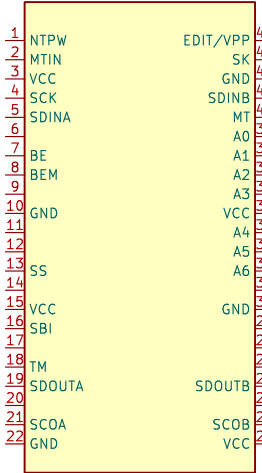 1 NTPW EDIT/VPP
2 MTIN SK
3 VCC GND
4 SCK SDINB
5 SDINA MT
6 A0
7 BE A1
8 BEM A2
9 A3
10 GND VCC
11 A4
12 A5
13 SS A6
14
15 VCC GND
16 SBI
17
18 TM
19 SDOUTA SDOUTB
20
21 SCOA SCOB
22 GND VCC